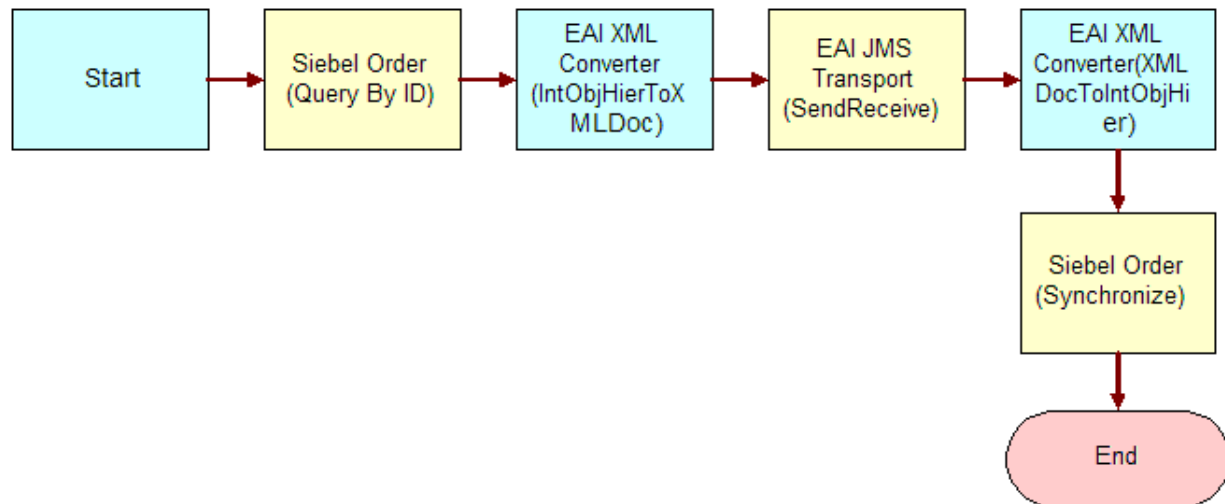 Start
Siebel Order
(Query By ID)
EAI XML
Converter
(IntObjHierToX
MLDoc)
EAI JMS
Transport
(SendReceive)
EAI XML
Converter(XML
DocToIntObjHi
er)
Siebel Order
(Synchronize)
End